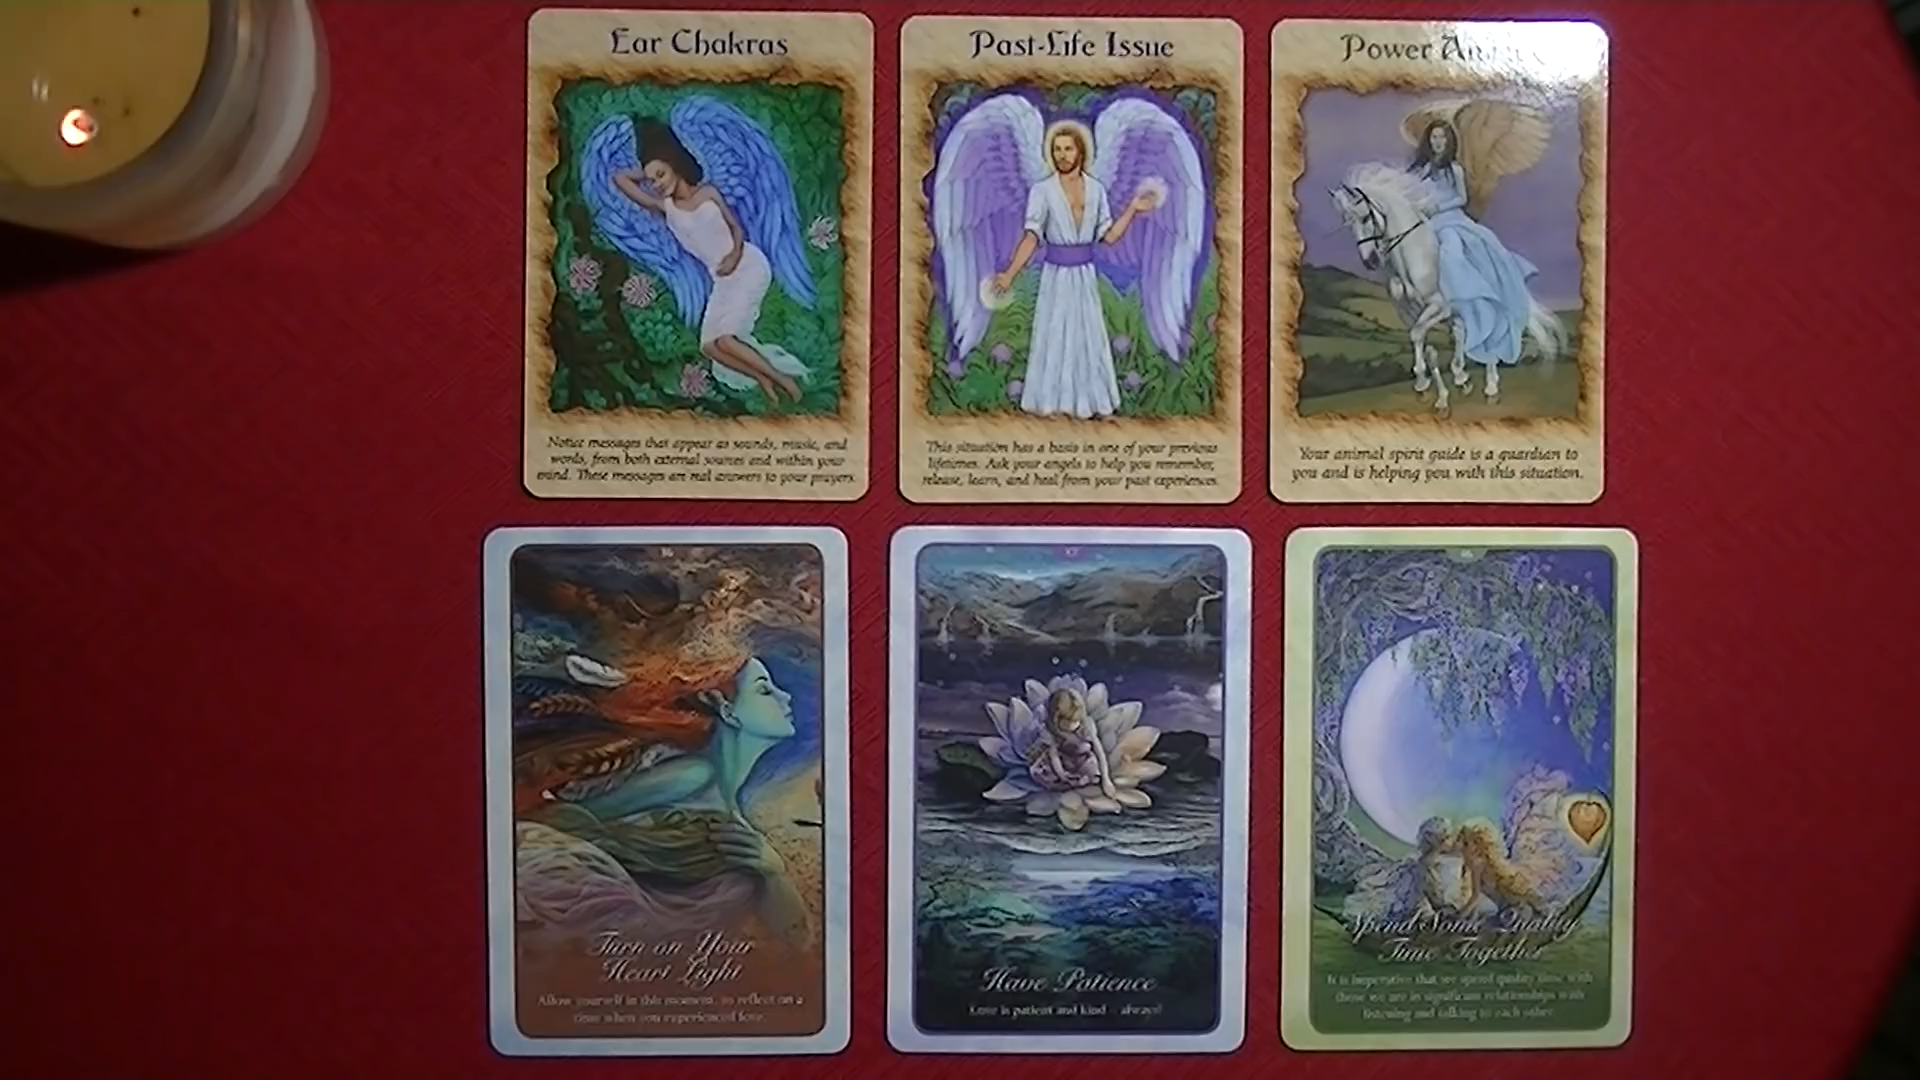 Ear Chakras
Notice messages that appear as sounds, music, and
words, from both external sources and within your
mind. These messages are real answers to your prayers.
Past-Life Issue
This situation has a basis in one of your previous
lifetimes. Ask your angels to help you remember,
release, learn, and heal from your past experiences.
Power
Your animal spirit guide is a guardian to
you and is helping you with this situation.
Turn on Your
Heart Light
Allow yourself in this moment, to reflect on a
time when you experienced love.
Have Patience
Love is patient and kind - always!
Spend Some Quality
Time Together
It is imperative that we spend quality time with
those we are in significant relationships with
listening and talking to each other.